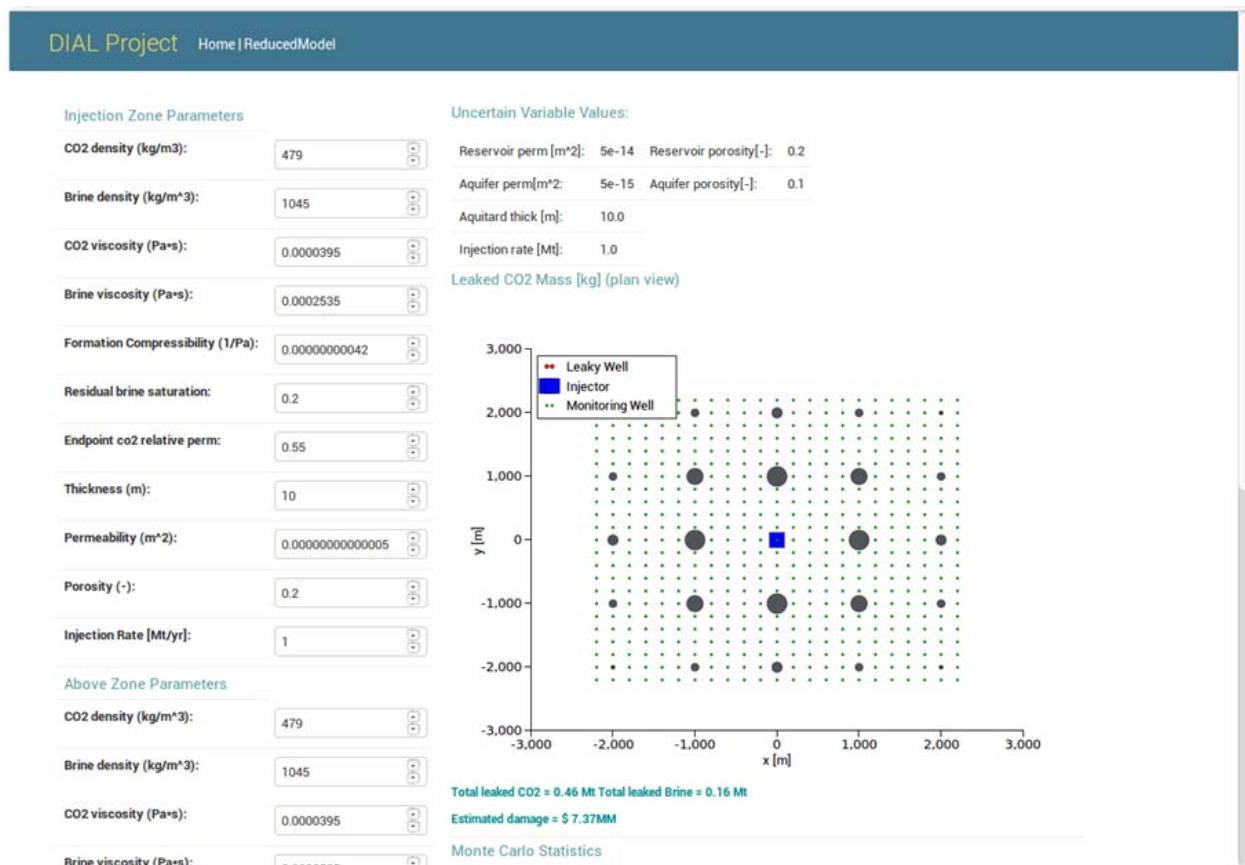 DIAL Project Home | ReducedModel
Injection Zone Parameters
CO2 density (kg/m3): 479
Brine density (kg/m^3): 1045
CO2 viscosity (Pa•s): 0.0000395
Brine viscosity (Pa•s): 0.0002535
Formation Compressibility (1/Pa): 0.00000000042
Residual brine saturation: 0.2
Endpoint co2 relative perm: 0.55
Thickness (m): 10
Permeability (m^2): 0.00000000000005
Porosity (-): 0.2
Injection Rate [Mt/yr]: 1
Above Zone Parameters
CO2 density (kg/m^3): 479
Brine density (kg/m^3): 1045
CO2 viscosity (Pa•s): 0.0000395
Brine viscosity (Pa•s):
Uncertain Variable Values:
Reservoir perm [m^2]: 5e-14 Reservoir porosity[-]: 0.2
Aquifer perm[m^2: 5e-15 Aquifer porosity[-]: 0.1
Aquitard thick [m]: 10.0
Injection rate [Mt]: 1.0
Leaked CO2 Mass [kg] (plan view)
Leaky Well
Injector
Monitoring Well
3,000
2,000
1,000
0
-1,000
-2,000
-3,000
y [m]
-3,000 -2,000 -1,000 0 1,000 2,000 3,000
x [m]
Total leaked CO2 = 0.46 Mt Total leaked Brine = 0.16 Mt
Estimated damage = $ 7.37MM
Monte Carlo Statistics